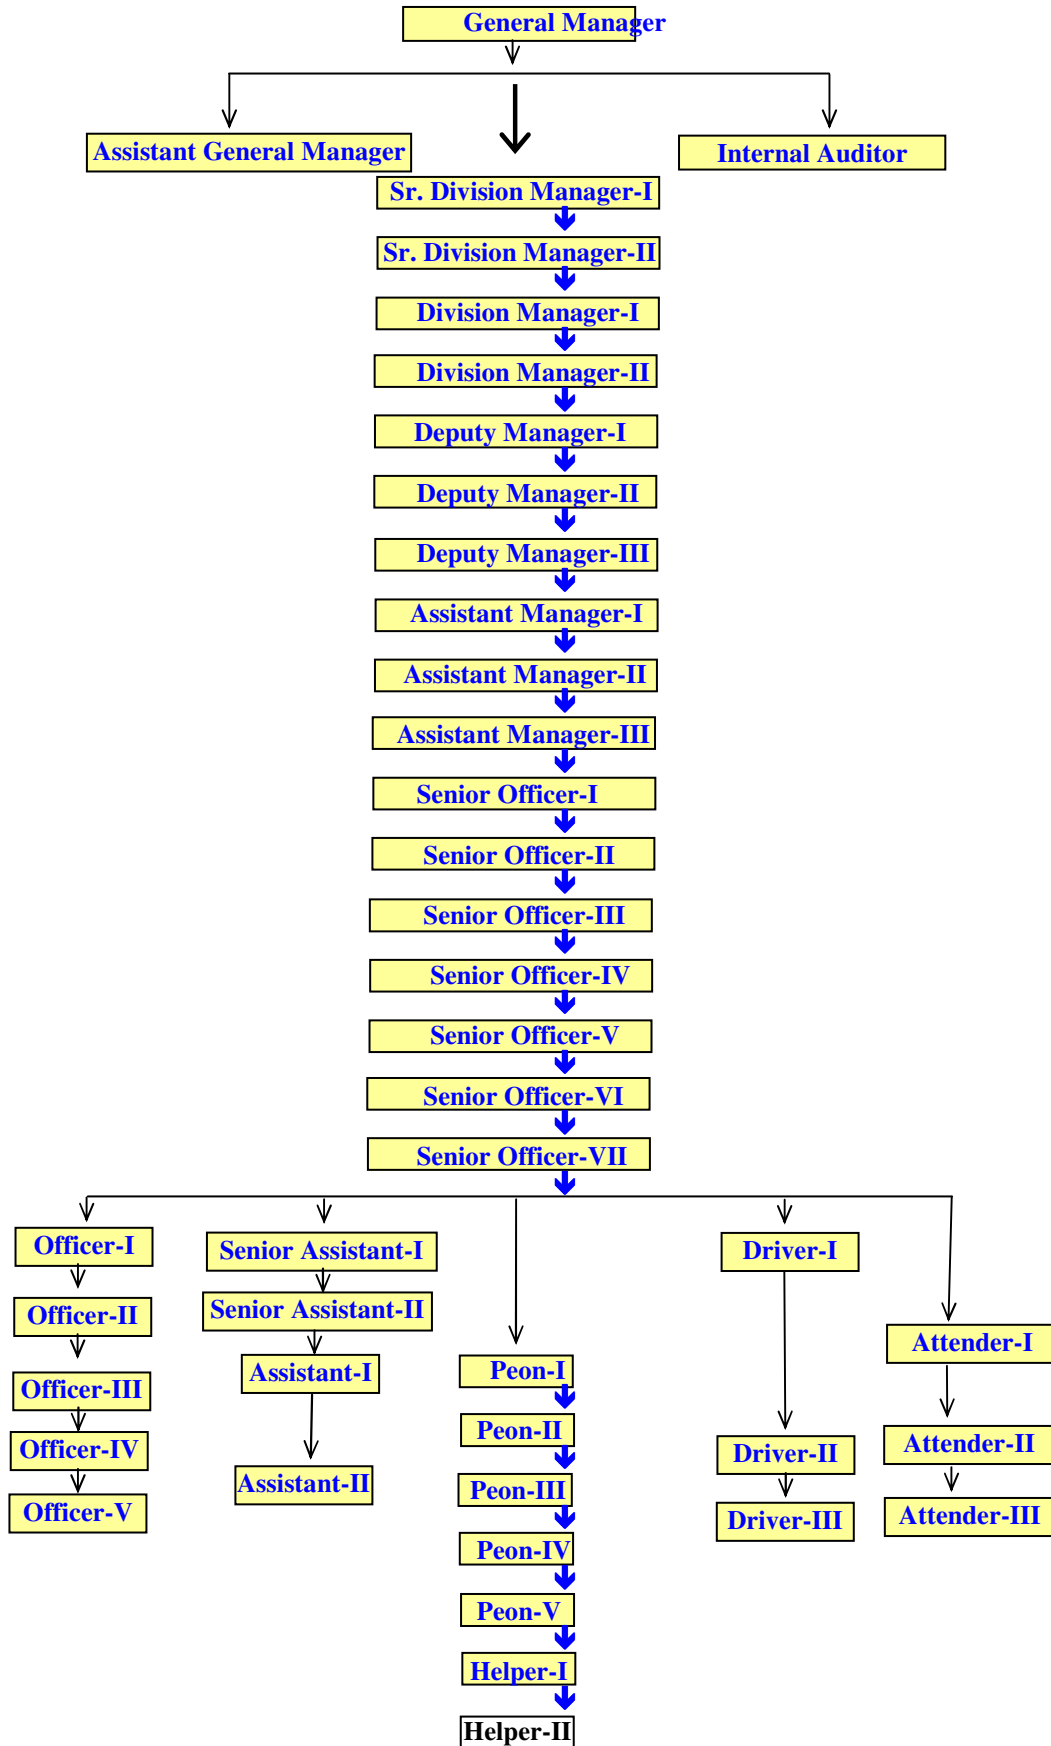 General Manager
Assistant General Manager
Internal Auditor
Sr. Division Manager-I
Sr. Division Manager-II
Division Manager-I
Division Manager-II
Deputy Manager-I
Deputy Manager-II
Deputy Manager-III
Assistant Manager-I
Assistant Manager-II
Assistant Manager-III
Senior Officer-I
Senior Officer-II
Senior Officer-III
Senior Officer-IV
Senior Officer-V
Senior Officer-VI
Senior Officer-VII
Officer-I
Officer-II
Officer-III
Officer-IV
Officer-V
Senior Assistant-I
Senior Assistant-II
Assistant-I
Assistant-II
Peon-I
Peon-II
Peon-III
Peon-IV
Peon-V
Helper-I
Helper-II
Driver-I
Driver-II
Driver-III
Attender-I
Attender-II
Attender-III